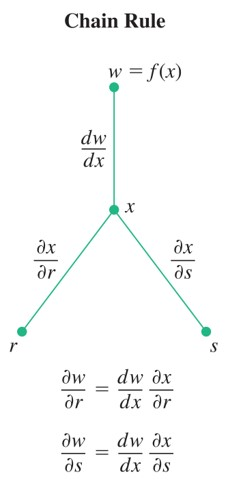 Chain Rule
w = f(x)
dw/dx
x
∂x/∂r
∂x/∂s
r
s
∂w/∂r = dw/dx ∂x/∂r
∂w/∂s = dw/dx ∂x/∂s